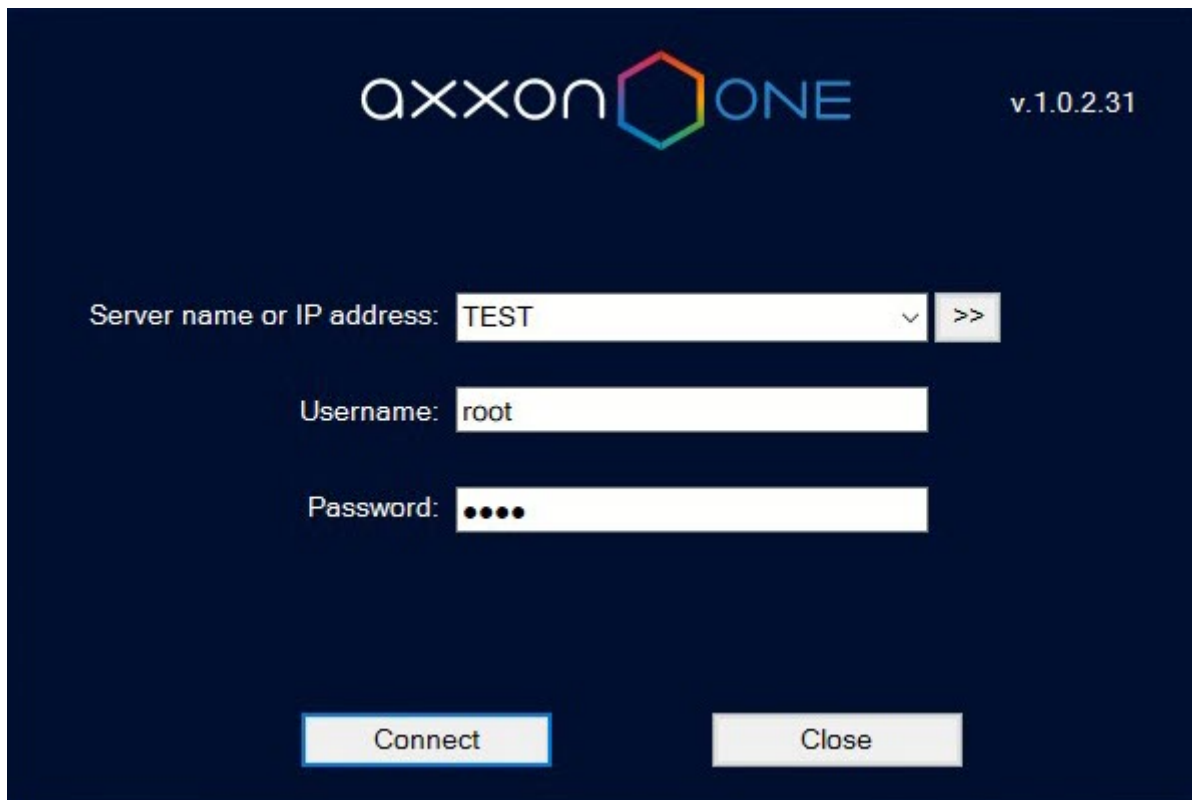 axxon ONE v.1.0.2.31
Server name or IP address: TEST >>
Username: root
Password: ••••
Connect Close